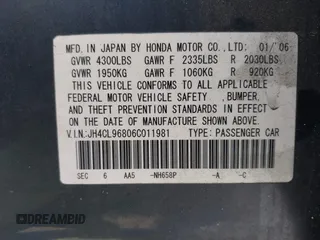 MFD. IN JAPAN BY HONDA MOTOR CO.,LTD: 01/'06
GVWR 4300LBS GAWR F 2335LBS R 2030LBS
GVWR 1950KG GAWR F 1060KG R 920KG
THIS VEHICLE CONFORMS TO ALL APPLICABLE
FEDERAL MOTOR VEHICLE SAFETY ,BUMPER,
AND THEFT PREVENTION STANDARDS IN EFFECT
ON THE DATE OF MANUFACTURE SHOWN ABOVE.
V.I.N:JH4CL96806C011981 TYPE: PASSENGER CAR
SEC 6 AA5 -NH658P -A -C
DREAMBID